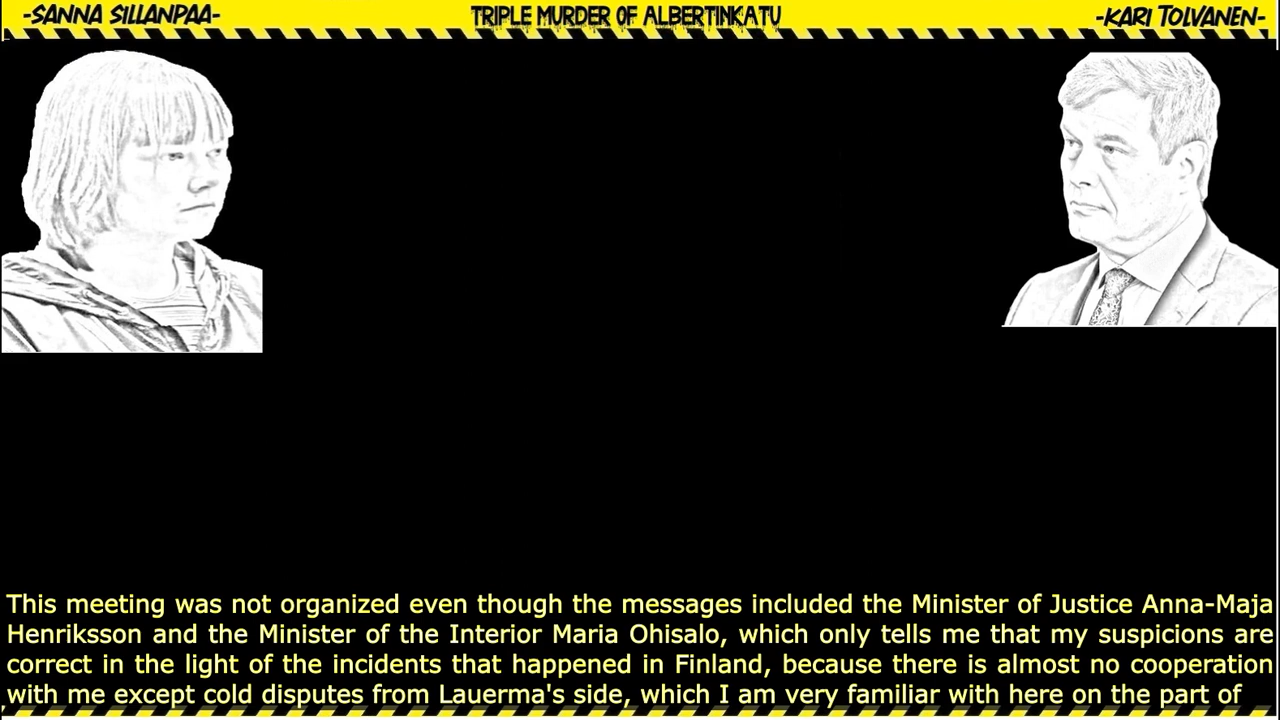 -SANNA SILLANPAA-
TRIPLE MURDER OF ALBERTINKATU
-KARI TOLVANEN-
This meeting was not organized even though the messages included the Minister of Justice Anna-Maja
Henriksson and the Minister of the Interior Maria Ohisalo, which only tells me that my suspicions are
correct in the light of the incidents that happened in Finland, because there is almost no cooperation
with me except cold disputes from Lauerma's side, which I am very familiar with here on the part of